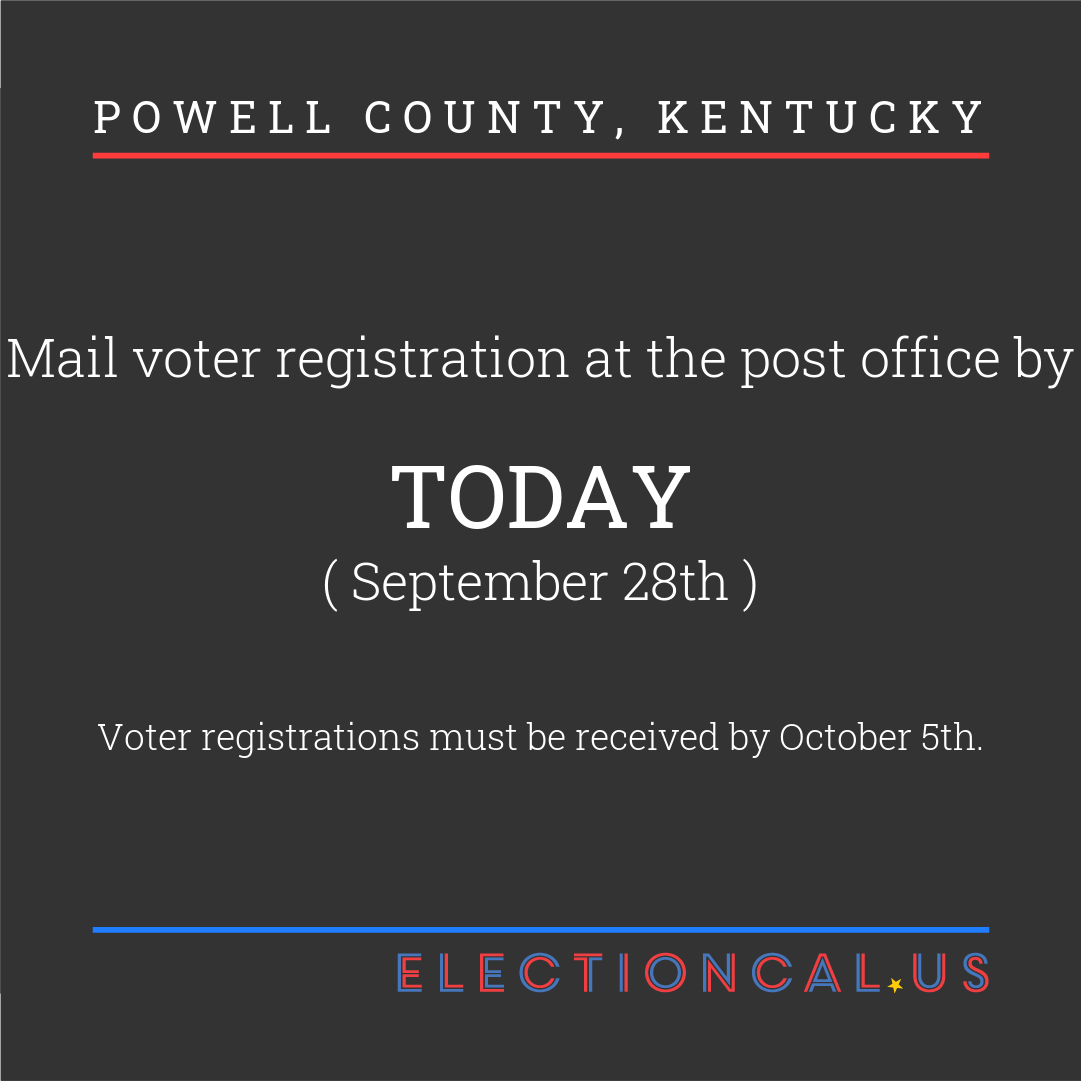 POWELL COUNTY, KENTUCKY
Mail voter registration at the post office by
TODAY
( September 28th )
Voter registrations must be received by October 5th.
ELECTIONCAL.US